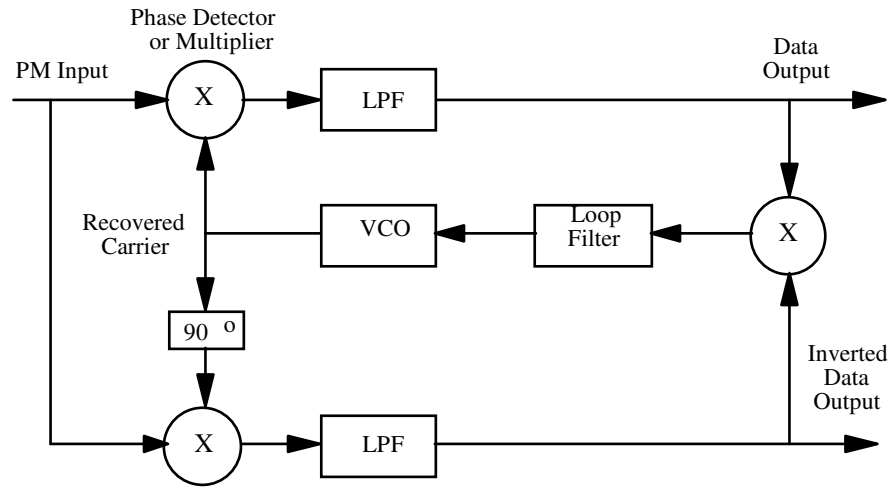 Phase Detector
or Multiplier
PM Input
X
LPF
Data
Output
Recovered
Carrier
VCO
Loop
Filter
X
90 o
Inverted
Data
Output
X
LPF